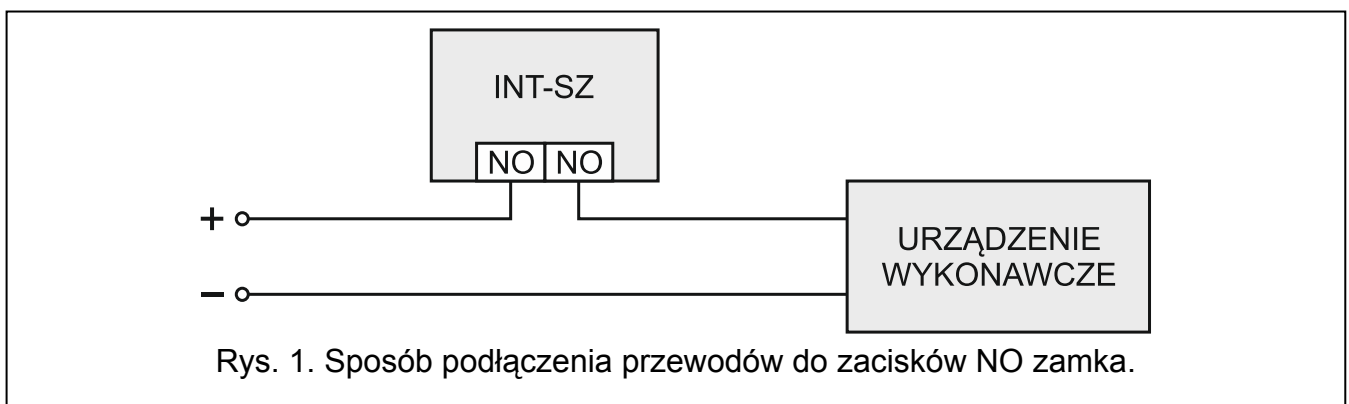 INT-SZ
NO NO
+
URZĄDZENIE
WYKONAWCZE
−
Rys. 1. Sposób podłączenia przewodów do zacisków NO zamka.